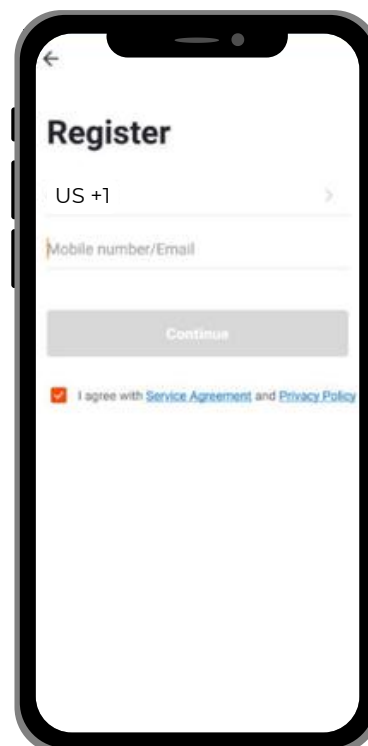 Register
US +1
Mobile number/Email
Continue
I agree with Service Agreement and Privacy Policy